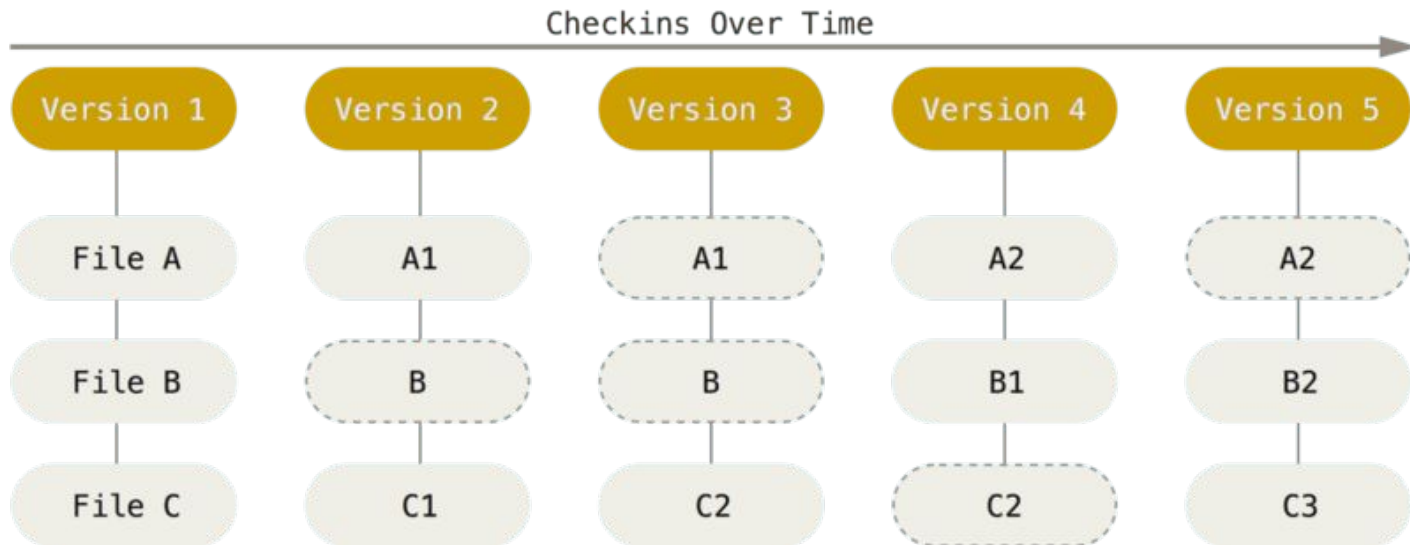 Checkins Over Time
Version 1 Version 2 Version 3 Version 4 Version 5
File A A1 A1 A2 A2
File B B B B1 B2
File C C1 C2 C2 C3